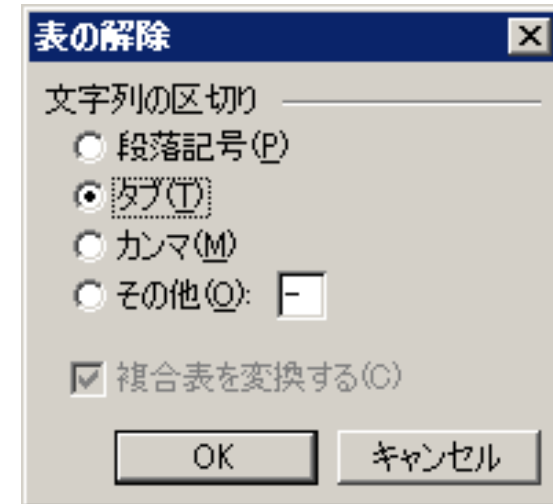 表の解除
文字列の区切り
段落記号(P)
タブ(T)
カンマ(M)
その他(O): -
複合表を変換する(C)
OK キャンセル